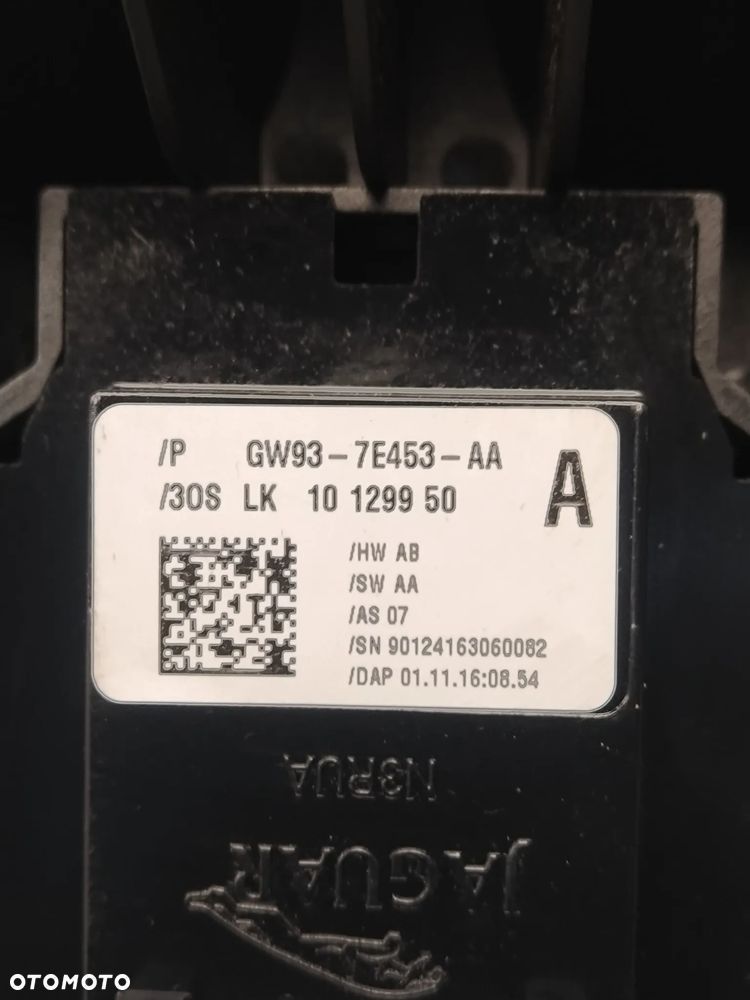 /P GW93-7E453-AA
/30S LK 10 1299 50
A
/HW AB
/SW AA
/AS 07
/SN 90124163060082
/DAP 01.11.16:08.54
N3RUA
JAGUAR
OTOMOTO